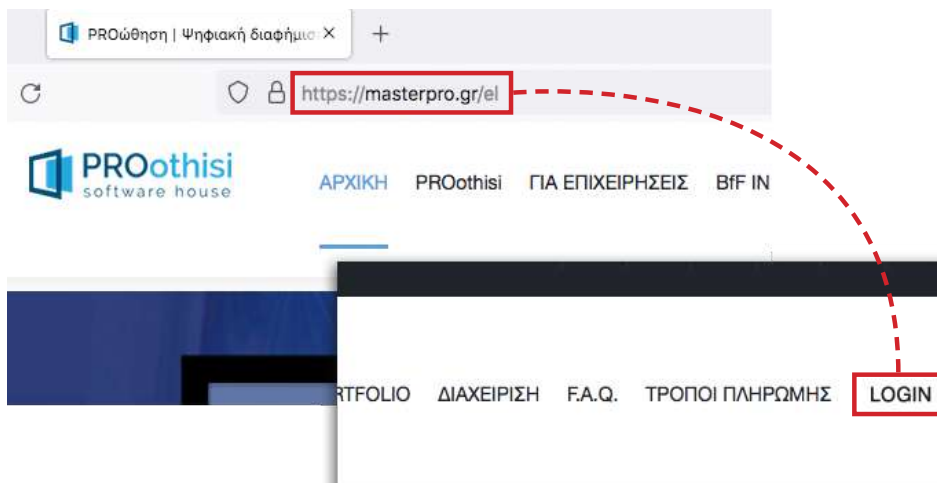 PROώθηση | Ψηφιακή διαφήμισ
https://masterpro.gr/el
PROothisi
software house
ΑΡΧΙΚΗ PROothisi ΓΙΑ ΕΠΙΧΕΙΡΗΣΕΙΣ BfF IN
RTFOLIO ΔΙΑΧΕΙΡΙΣΗ F.A.Q. ΤΡΟΠΟΙ ΠΛΗΡΩΜΗΣ LOGIN